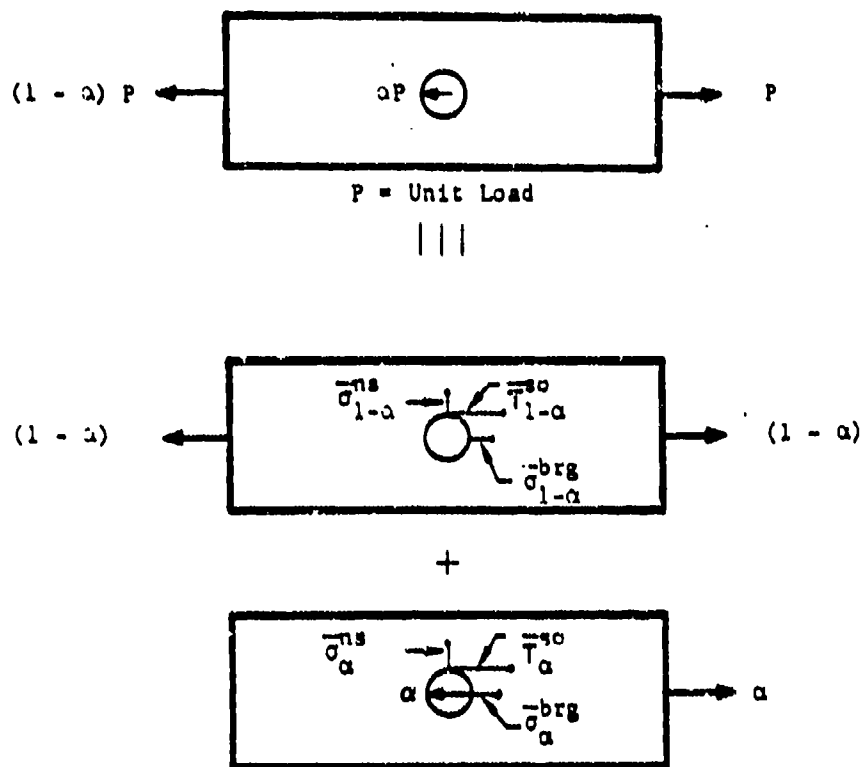 (1 - α) P
αP
P
P = Unit Load
σ̅ⁿˢ₁₋α
T̅ˢᵒ₁₋α
(1 - α)
(1 - α)
σ̅ᵇʳᵍ₁₋α
+
σ̅ⁿˢα
T̅ˢᵒα
α
α
σ̅ᵇʳᵍα